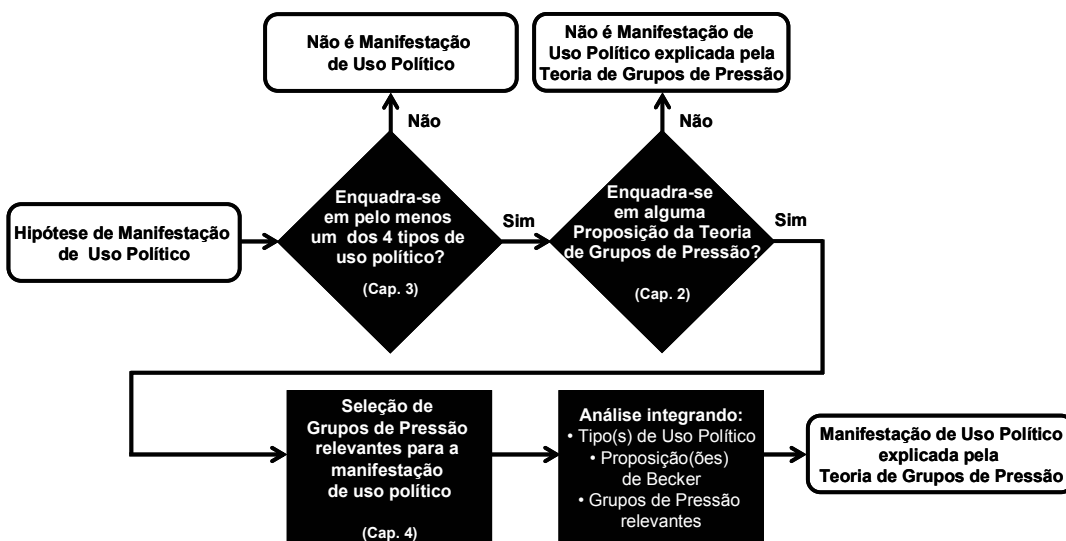 Não é Manifestação
de Uso Político
Não é Manifestação de
Uso Político explicada pela
Teoria de Grupos de Pressão
Não
Não
Hipótese de Manifestação
de Uso Político
Enquadra-se
em pelo menos
um dos 4 tipos de
uso político?
(Cap. 3)
Sim
Enquadra-se
em alguma
Proposição da Teoria
de Grupos de Pressão?
(Cap. 2)
Sim
Seleção de
Grupos de Pressão
relevantes para a
manifestação
de uso político
(Cap. 4)
Análise integrando:
• Tipo(s) de Uso Político
• Proposição(ões)
de Becker
• Grupos de Pressão
relevantes
Manifestação de Uso Político
explicada pela
Teoria de Grupos de Pressão